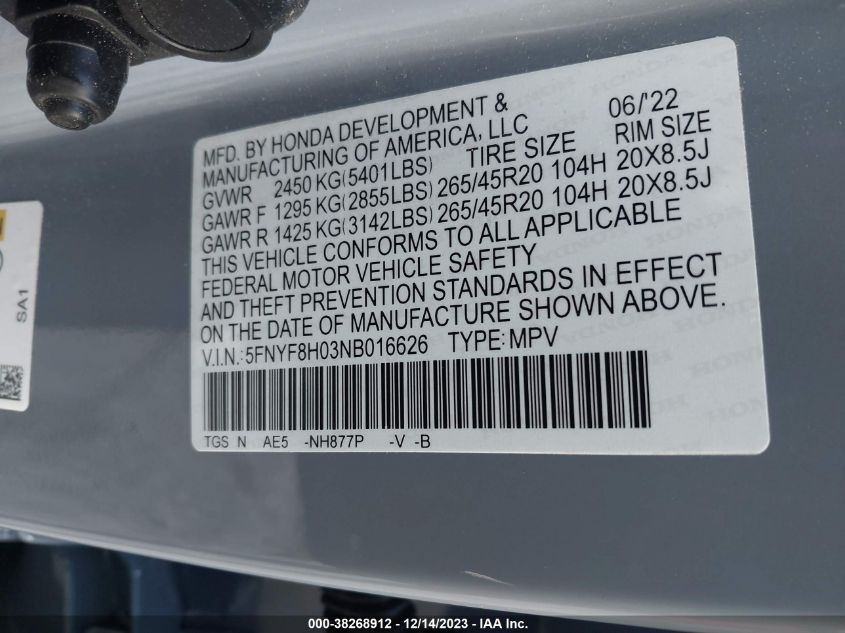 MFD. BY HONDA DEVELOPMENT & 06/'22
MANUFACTURING OF AMERICA, LLC
GVWR 2450 KG(5401LBS) TIRE SIZE RIM SIZE
GAWR F 1295 KG(2855LBS) 265/45R20 104H 20X8.5J
GAWR R 1425 KG(3142LBS) 265/45R20 104H 20X8.5J
THIS VEHICLE CONFORMS TO ALL APPLICABLE
FEDERAL MOTOR VEHICLE SAFETY
AND THEFT PREVENTION STANDARDS IN EFFECT
ON THE DATE OF MANUFACTURE SHOWN ABOVE.
V.I.N.:5FNYF8H03NB016626 TYPE:MPV
TGS N AE5 -NH877P -V -B
SA1
000-38268912 - 12/14/2023 - IAA Inc.